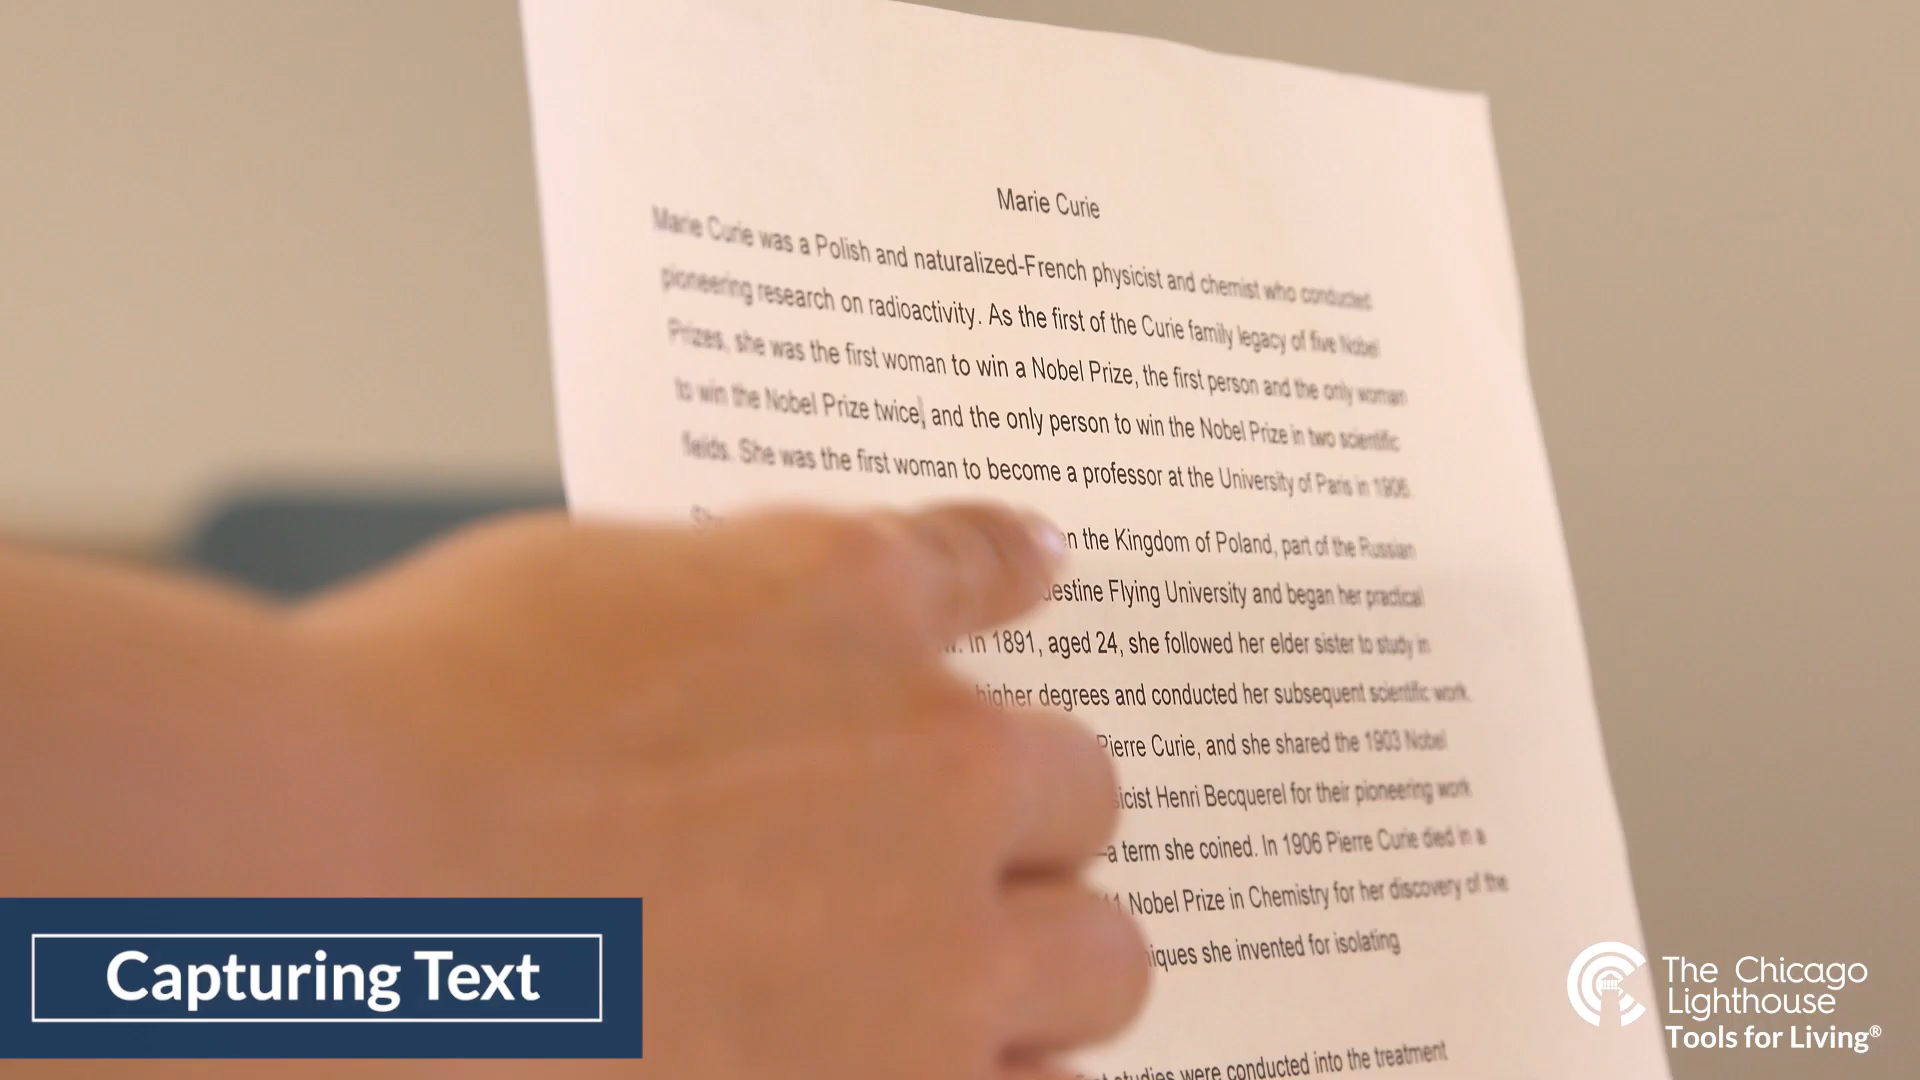 Marie Curie
Marie Curie was a Polish and naturalized-French physicist and chemist who conducted
pioneering research on radioactivity. As the first of the Curie family legacy of five Nobel
Prizes, she was the first woman to win a Nobel Prize, the first person and the only woman
to win the Nobel Prize twice, and the only person to win the Nobel Prize in two scientific
fields. She was the first woman to become a professor at the University of Paris in 1906.
the Kingdom of Poland, part of the Russian
Flying University and began her practical
In 1891, aged 24, she followed her elder sister to study in
higher degrees and conducted her subsequent scientific work.
Pierre Curie, and she shared the 1903 Nobel
Henri Becquerel for their pioneering work
—a term she coined. In 1906 Pierre Curie died in a
Nobel Prize in Chemistry for her discovery of the
she invented for isolating
studies were conducted into the treatment
Capturing Text
The Chicago
Lighthouse
Tools for Living®